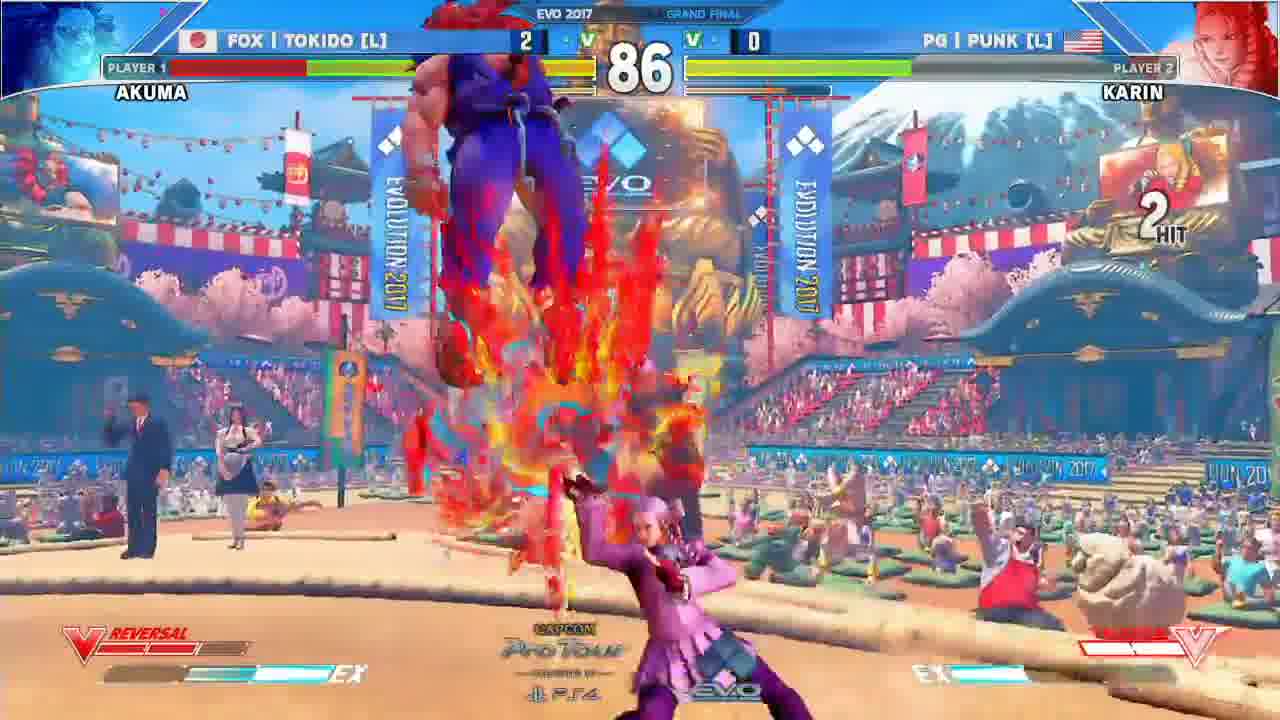 EVO 2017
GRAND FINAL
FOX | TOKIDO [L]
2
V
86
V
0
PG | PUNK [L]
PLAYER 1
PLAYER 2
AKUMA
KARIN
EVO
EVOLUTION 2017
EVOLUTION 2017
2
HIT
REVERSAL
EX
EX
CAPCOM
PRO TOUR
PS4
EVO